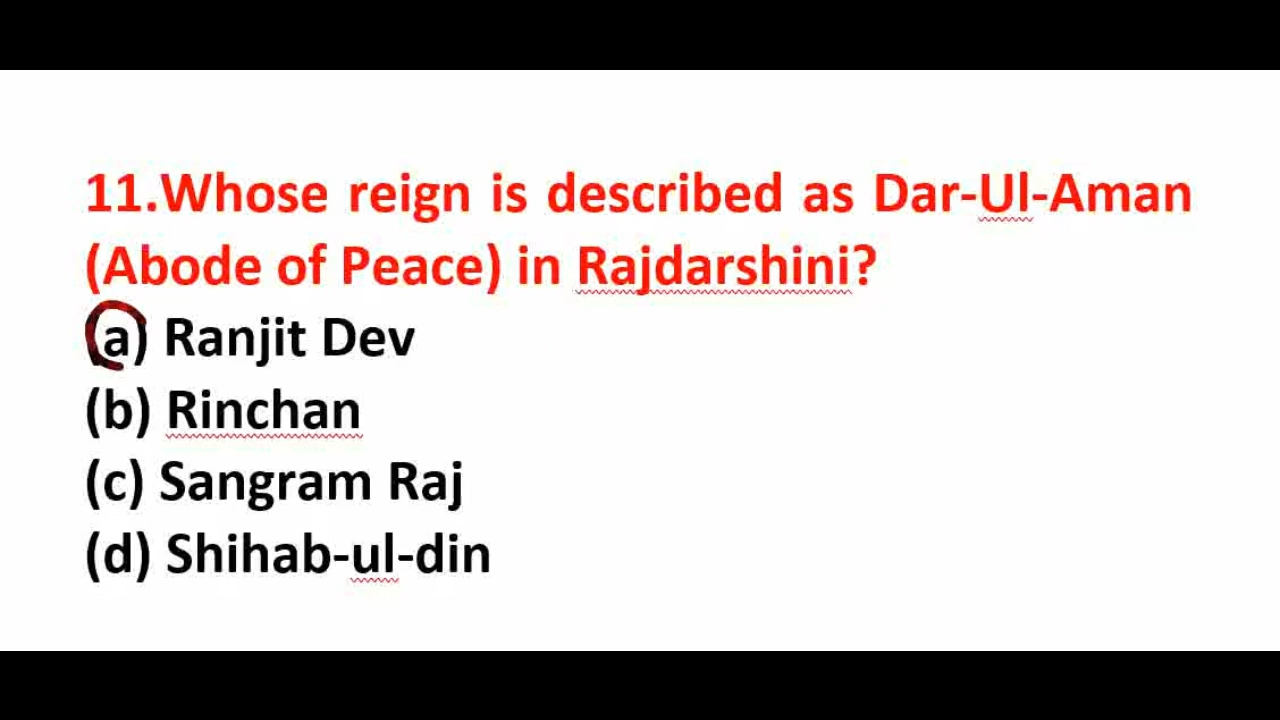 11.Whose reign is described as Dar-Ul-Aman
(Abode of Peace) in Rajdarshini?
(a) Ranjit Dev
(b) Rinchan
(c) Sangram Raj
(d) Shihab-ul-din